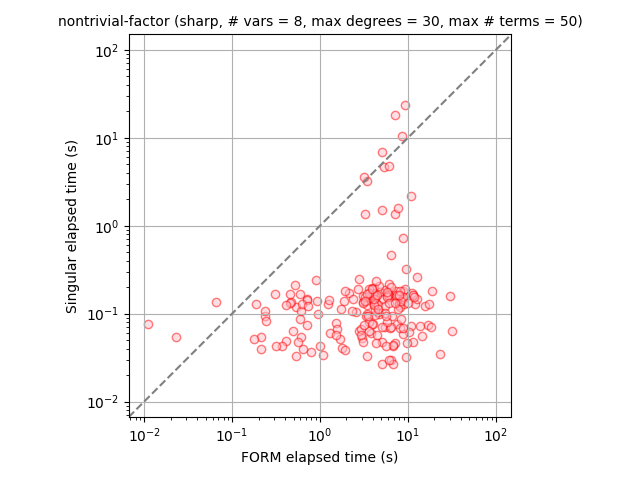 nontrivial-factor (sharp, # vars = 8, max degrees = 30, max # terms = 50)
Singular elapsed time (s)
10²
10¹
10⁰
10⁻¹
10⁻²
10⁻² 10⁻¹ 10⁰ 10¹ 10²
FORM elapsed time (s)